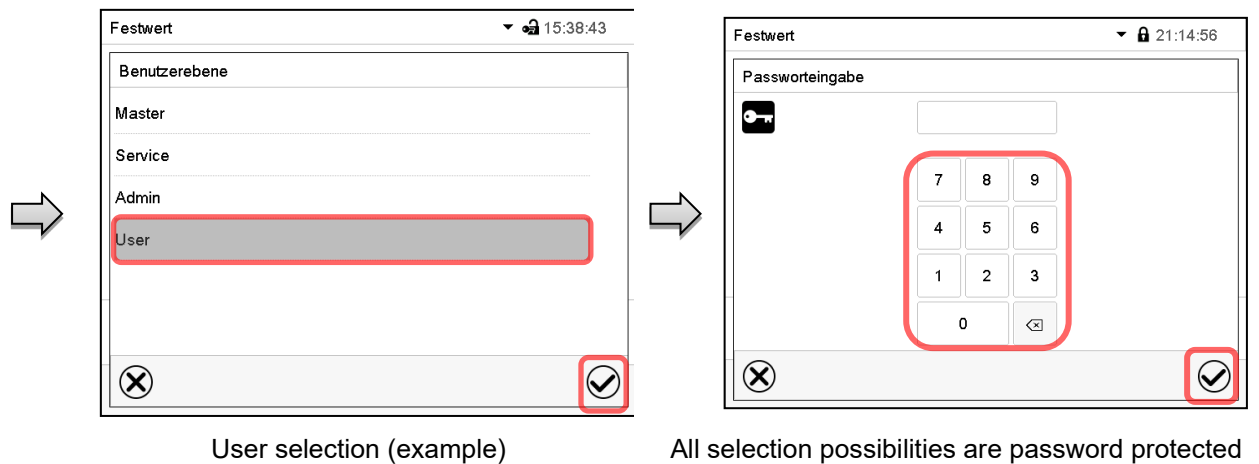 Festwert 15:38:43
Benutzerebene
Master
Service
Admin
User
User selection (example)
Festwert 21:14:56
Passworteingabe
7 8 9
4 5 6
1 2 3
0
All selection possibilities are password protected